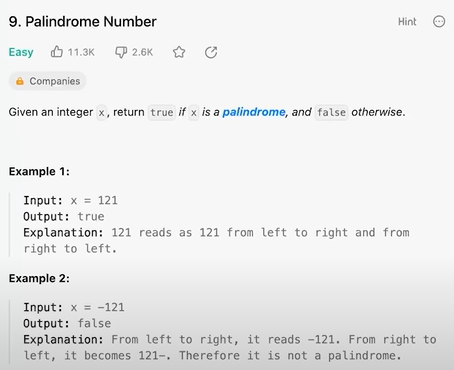 9. Palindrome Number
Hint
Easy 11.3K 2.6K
Companies
Given an integer x, return true if x is a palindrome, and false otherwise.
Example 1:
Input: x = 121
Output: true
Explanation: 121 reads as 121 from left to right and from
right to left.
Example 2:
Input: x = -121
Output: false
Explanation: From left to right, it reads -121. From right to
left, it becomes 121-. Therefore it is not a palindrome.